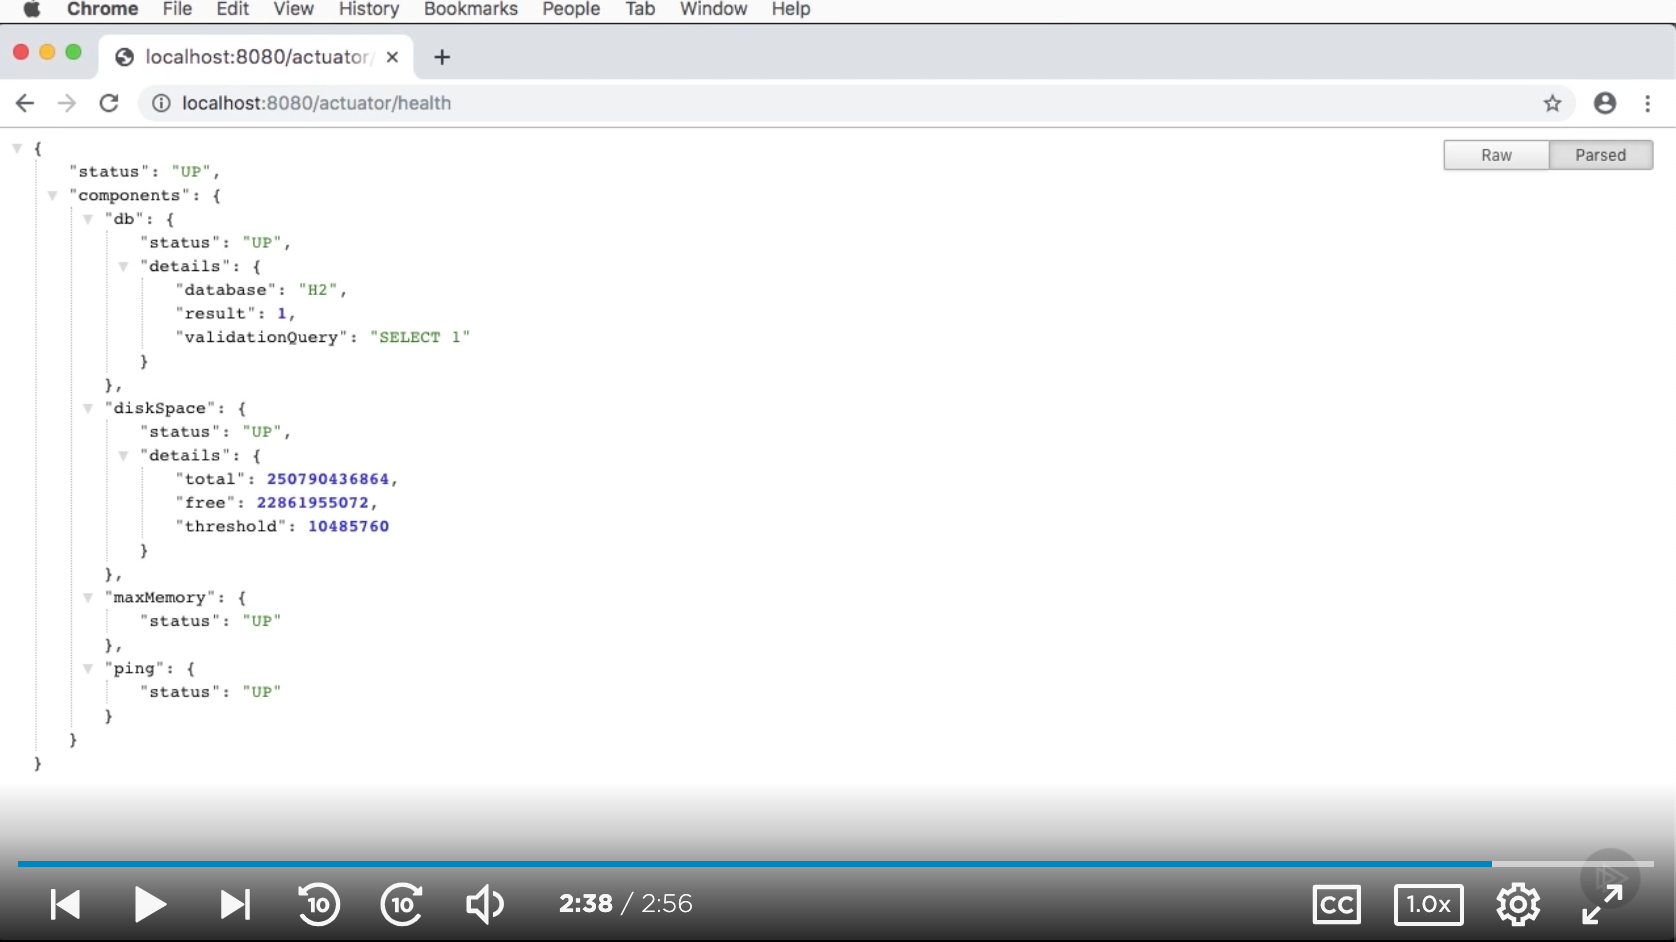 Chrome File Edit View History Bookmarks People Tab Window Help
localhost:8080/actuator/
localhost:8080/actuator/health
Raw Parsed
{
"status": "UP",
"components": {
"db": {
"status": "UP",
"details": {
"database": "H2",
"result": 1,
"validationQuery": "SELECT 1"
}
},
"diskSpace": {
"status": "UP",
"details": {
"total": 250790436864,
"free": 22861955072,
"threshold": 10485760
}
},
"maxMemory": {
"status": "UP"
},
"ping": {
"status": "UP"
}
}
}
10 10 2:38 / 2:56 CC 1.0x